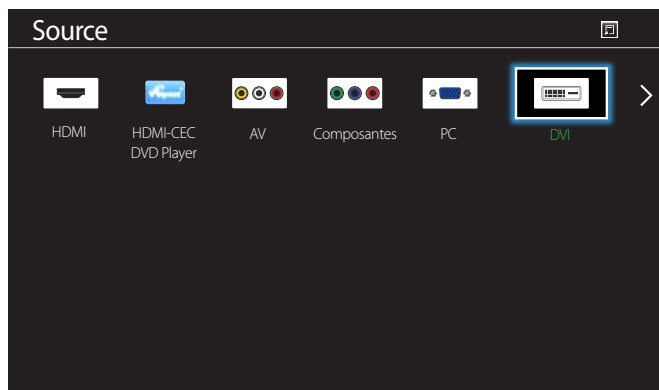 Source
HDMI
HDMI-CEC
DVD Player
AV
Composantes
PC
DVI